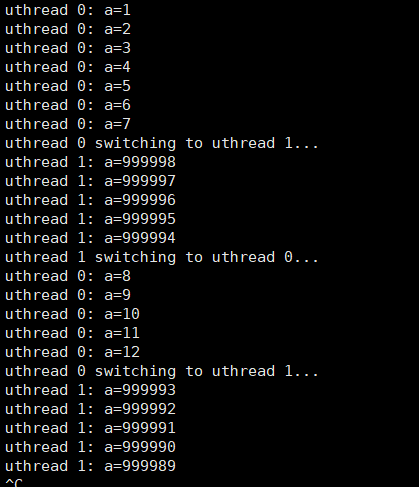 uthread 0: a=1
uthread 0: a=2
uthread 0: a=3
uthread 0: a=4
uthread 0: a=5
uthread 0: a=6
uthread 0: a=7
uthread 0 switching to uthread 1...
uthread 1: a=999998
uthread 1: a=999997
uthread 1: a=999996
uthread 1: a=999995
uthread 1: a=999994
uthread 1 switching to uthread 0...
uthread 0: a=8
uthread 0: a=9
uthread 0: a=10
uthread 0: a=11
uthread 0: a=12
uthread 0 switching to uthread 1...
uthread 1: a=999993
uthread 1: a=999992
uthread 1: a=999991
uthread 1: a=999990
uthread 1: a=999989
^C